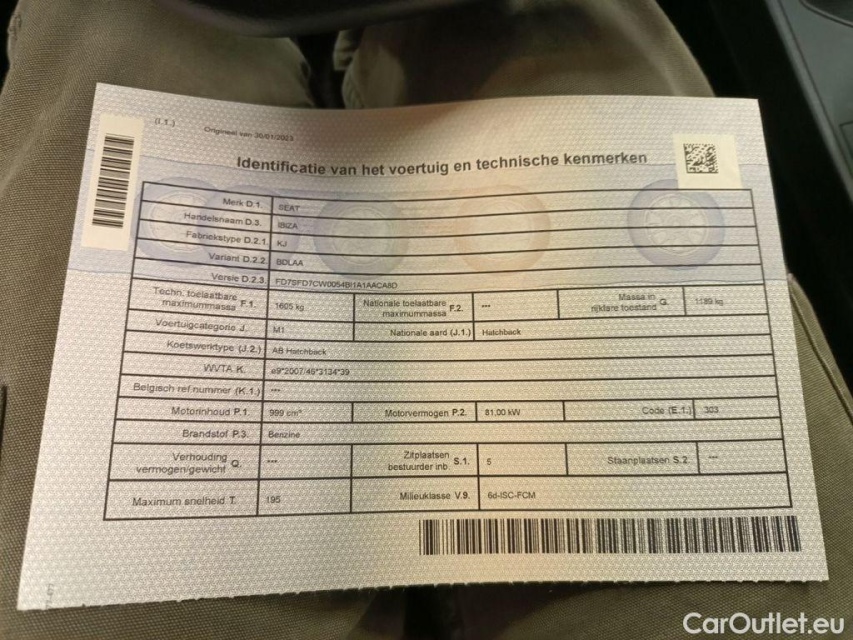 (I.1.)
Origineel van 30/01/2023
Identificatie van het voertuig en technische kenmerken
Merk D.1. SEAT
Handelsnaam D.3. IBIZA
Fabriekstype D.2.1. KJ
Variant D.2.2. BDLAA
Versie D.2.3. FD7SFD7CW0054BI1A1AACA8D
Techn. toelaatbare maximummassa F.1. 1605 kg Nationale toelaatbare maximummassa F.2. --- Massa in rijklare toestand G. 1189 kg
Voertuigcategorie J. M1 Nationale aard (J.1.) Hatchback
Koetswerktype (J.2.) AB Hatchback
WVTA K. e9*2007/46*3134*39
Belgisch ref.nummer (K.1.) ---
Motorinhoud P.1. 999 cm³ Motorvermogen P.2. 81.00 kW Code (E.1.) 303
Brandstof P.3. Benzine
Verhouding vermogen/gewicht Q. --- Zitplaatsen bestuurder inb. S.1. 5 Staanplaatsen S.2. ---
Maximum snelheid T. 195 Milieuklasse V.9. 6d-ISC-FCM
CarOutlet.eu